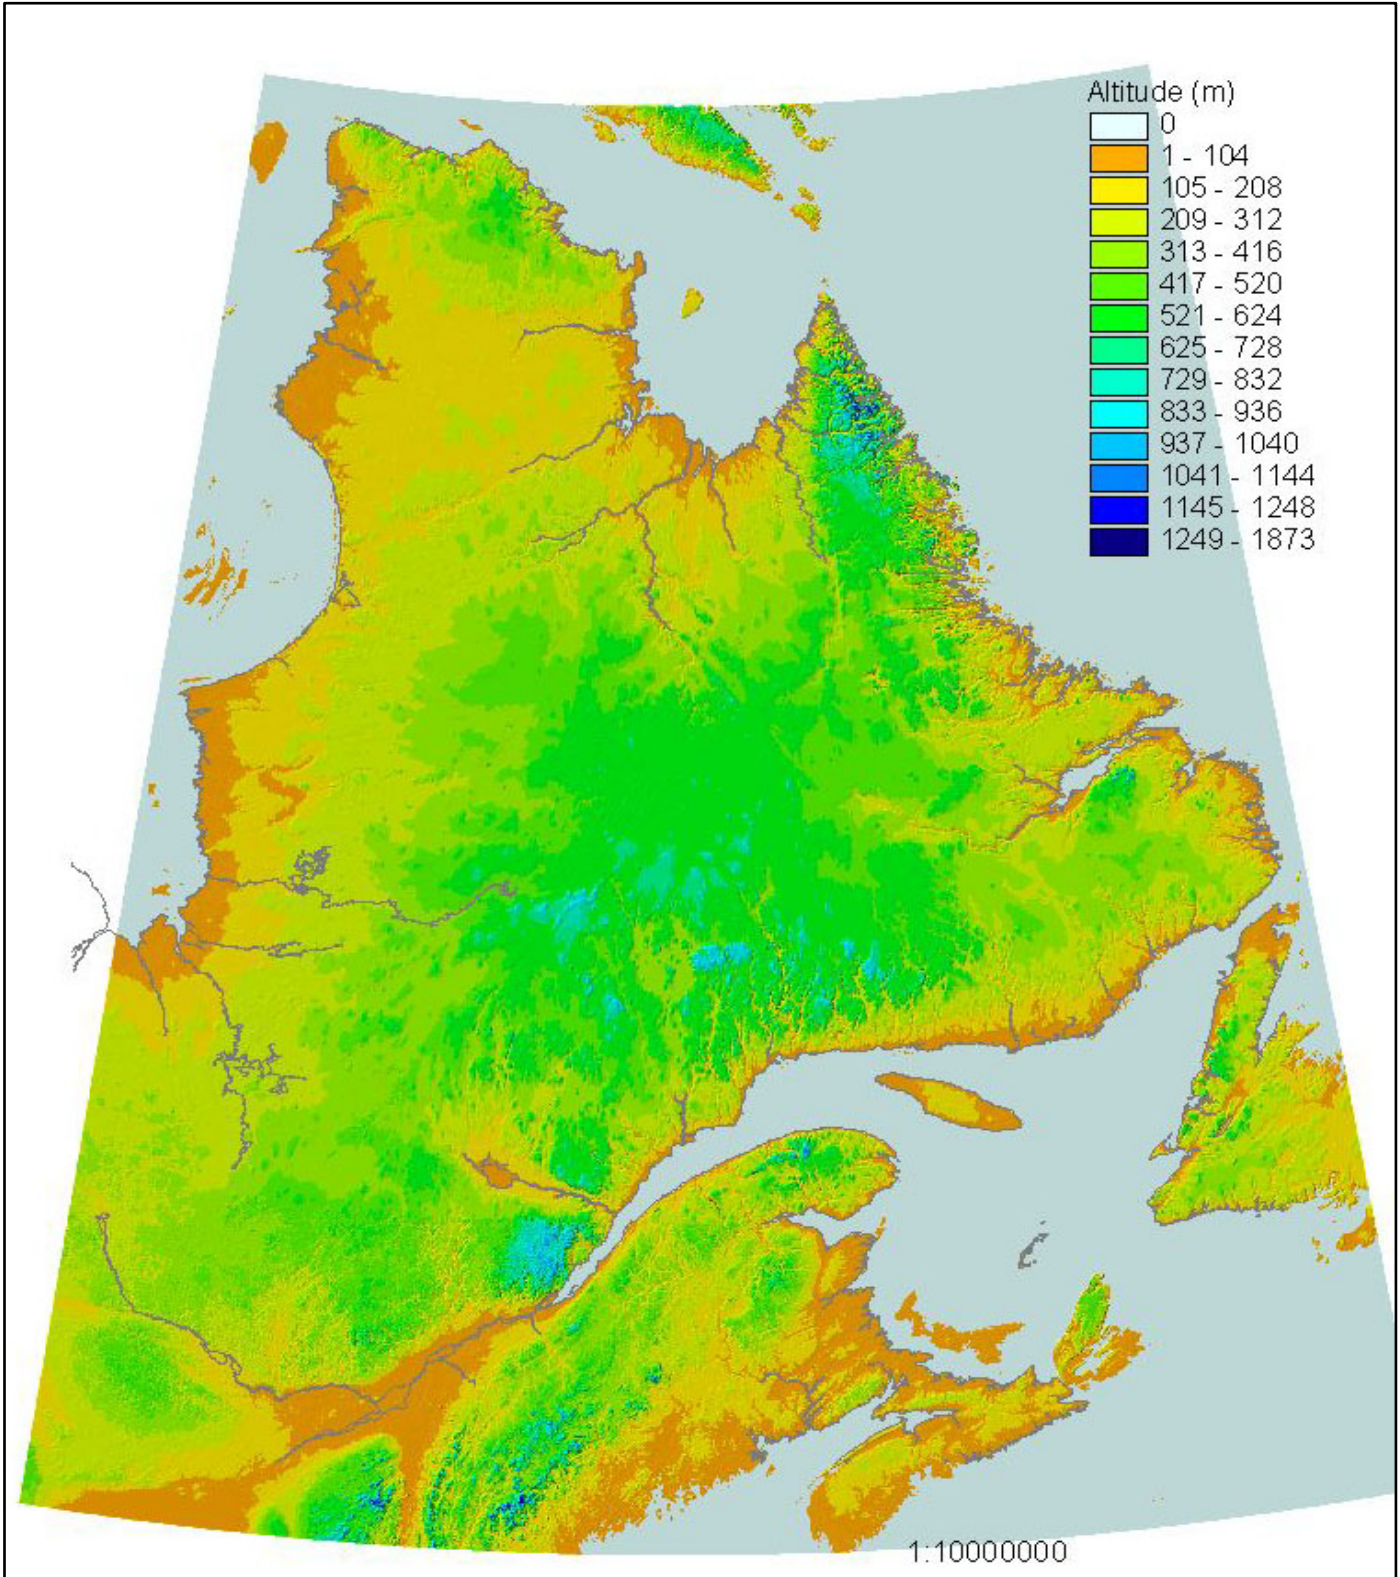 Altitude (m)
0
1 - 104
105 - 208
209 - 312
313 - 416
417 - 520
521 - 624
625 - 728
729 - 832
833 - 936
937 - 1040
1041 - 1144
1145 - 1248
1249 - 1873
1:10000000